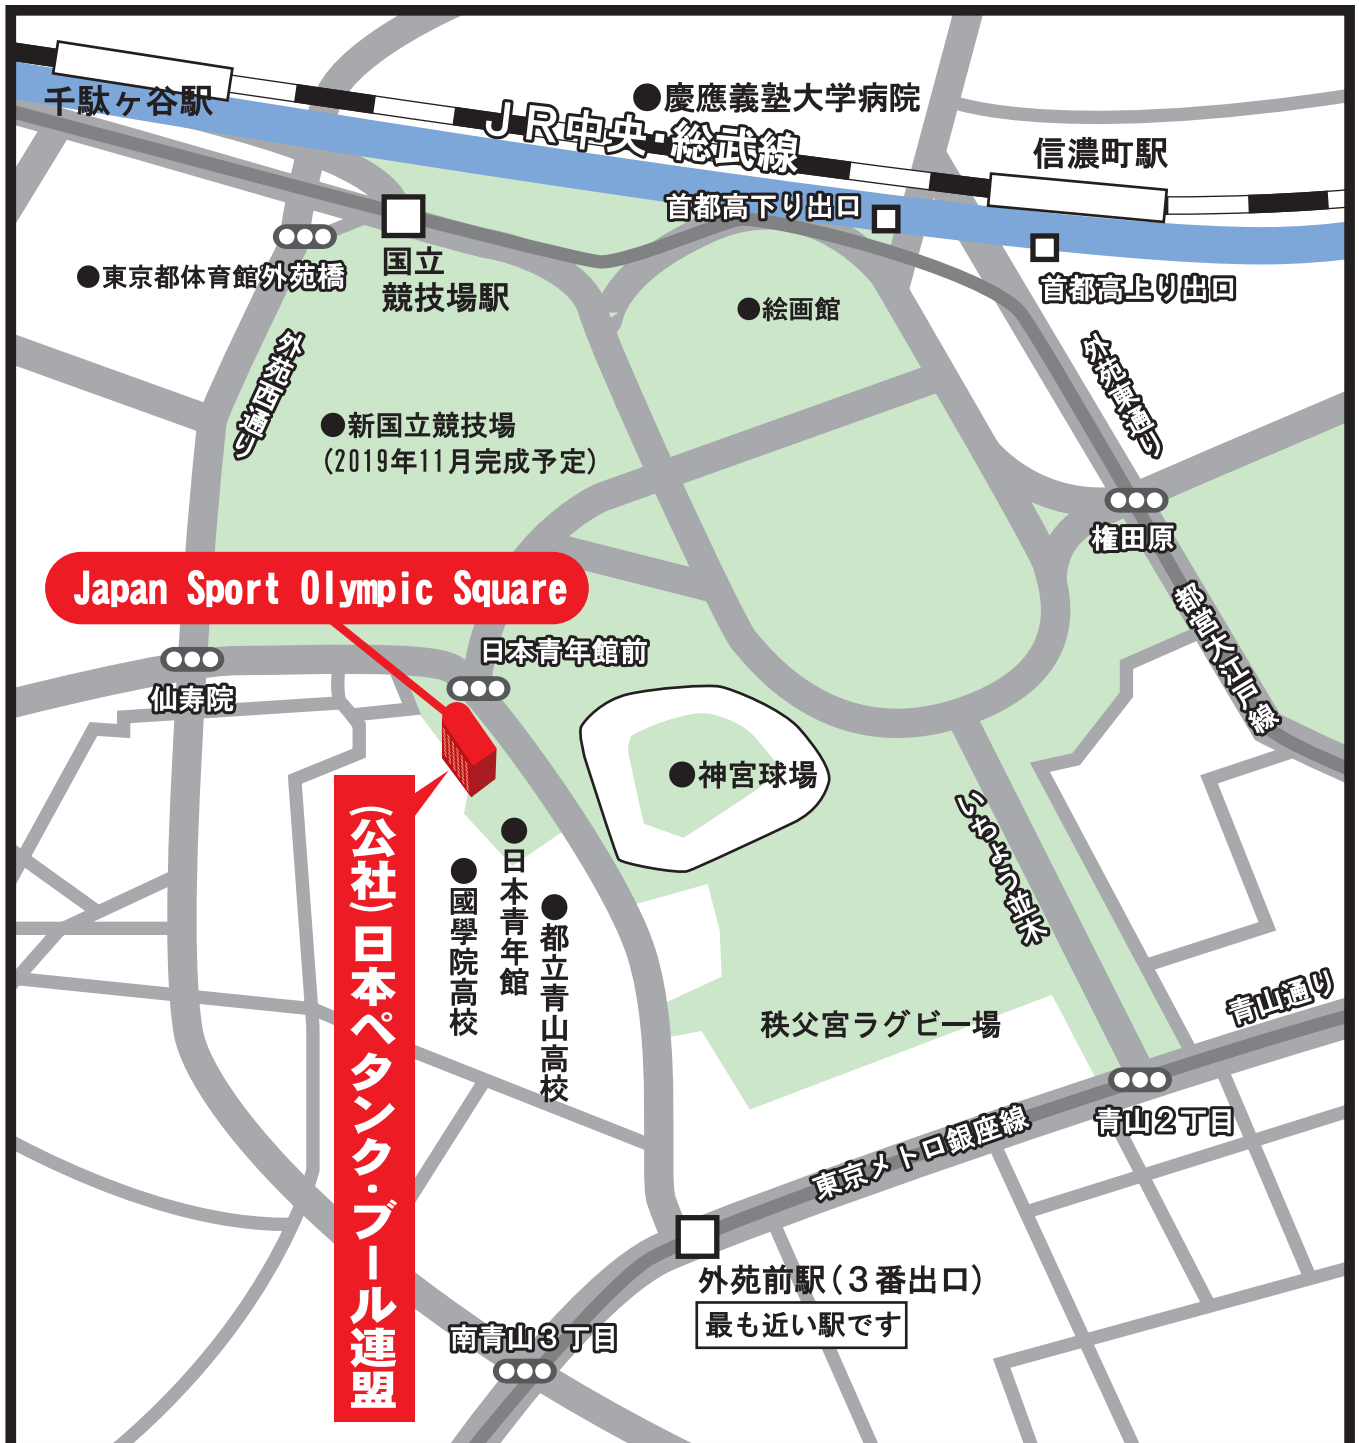 千駄ヶ谷駅
●慶應義塾大学病院
JR中央・総武線
信濃町駅
首都高下り出口
首都高上り出口
国立
競技場駅
●東京都体育館
外苑橋
●絵画館
外苑西通り
外苑東通り
●新国立競技場
(2019年11月完成予定)
権田原
Japan Sport Olympic Square
都営大江戸線
日本青年館前
仙寿院
●神宮球場
いちょう並木
(公社)日本ペタンク・ブール連盟
●國學院高校
●日本青年館
●都立青山高校
秩父宮ラグビー場
青山通り
青山2丁目
東京メトロ銀座線
外苑前駅(3番出口)
最も近い駅です
南青山3丁目